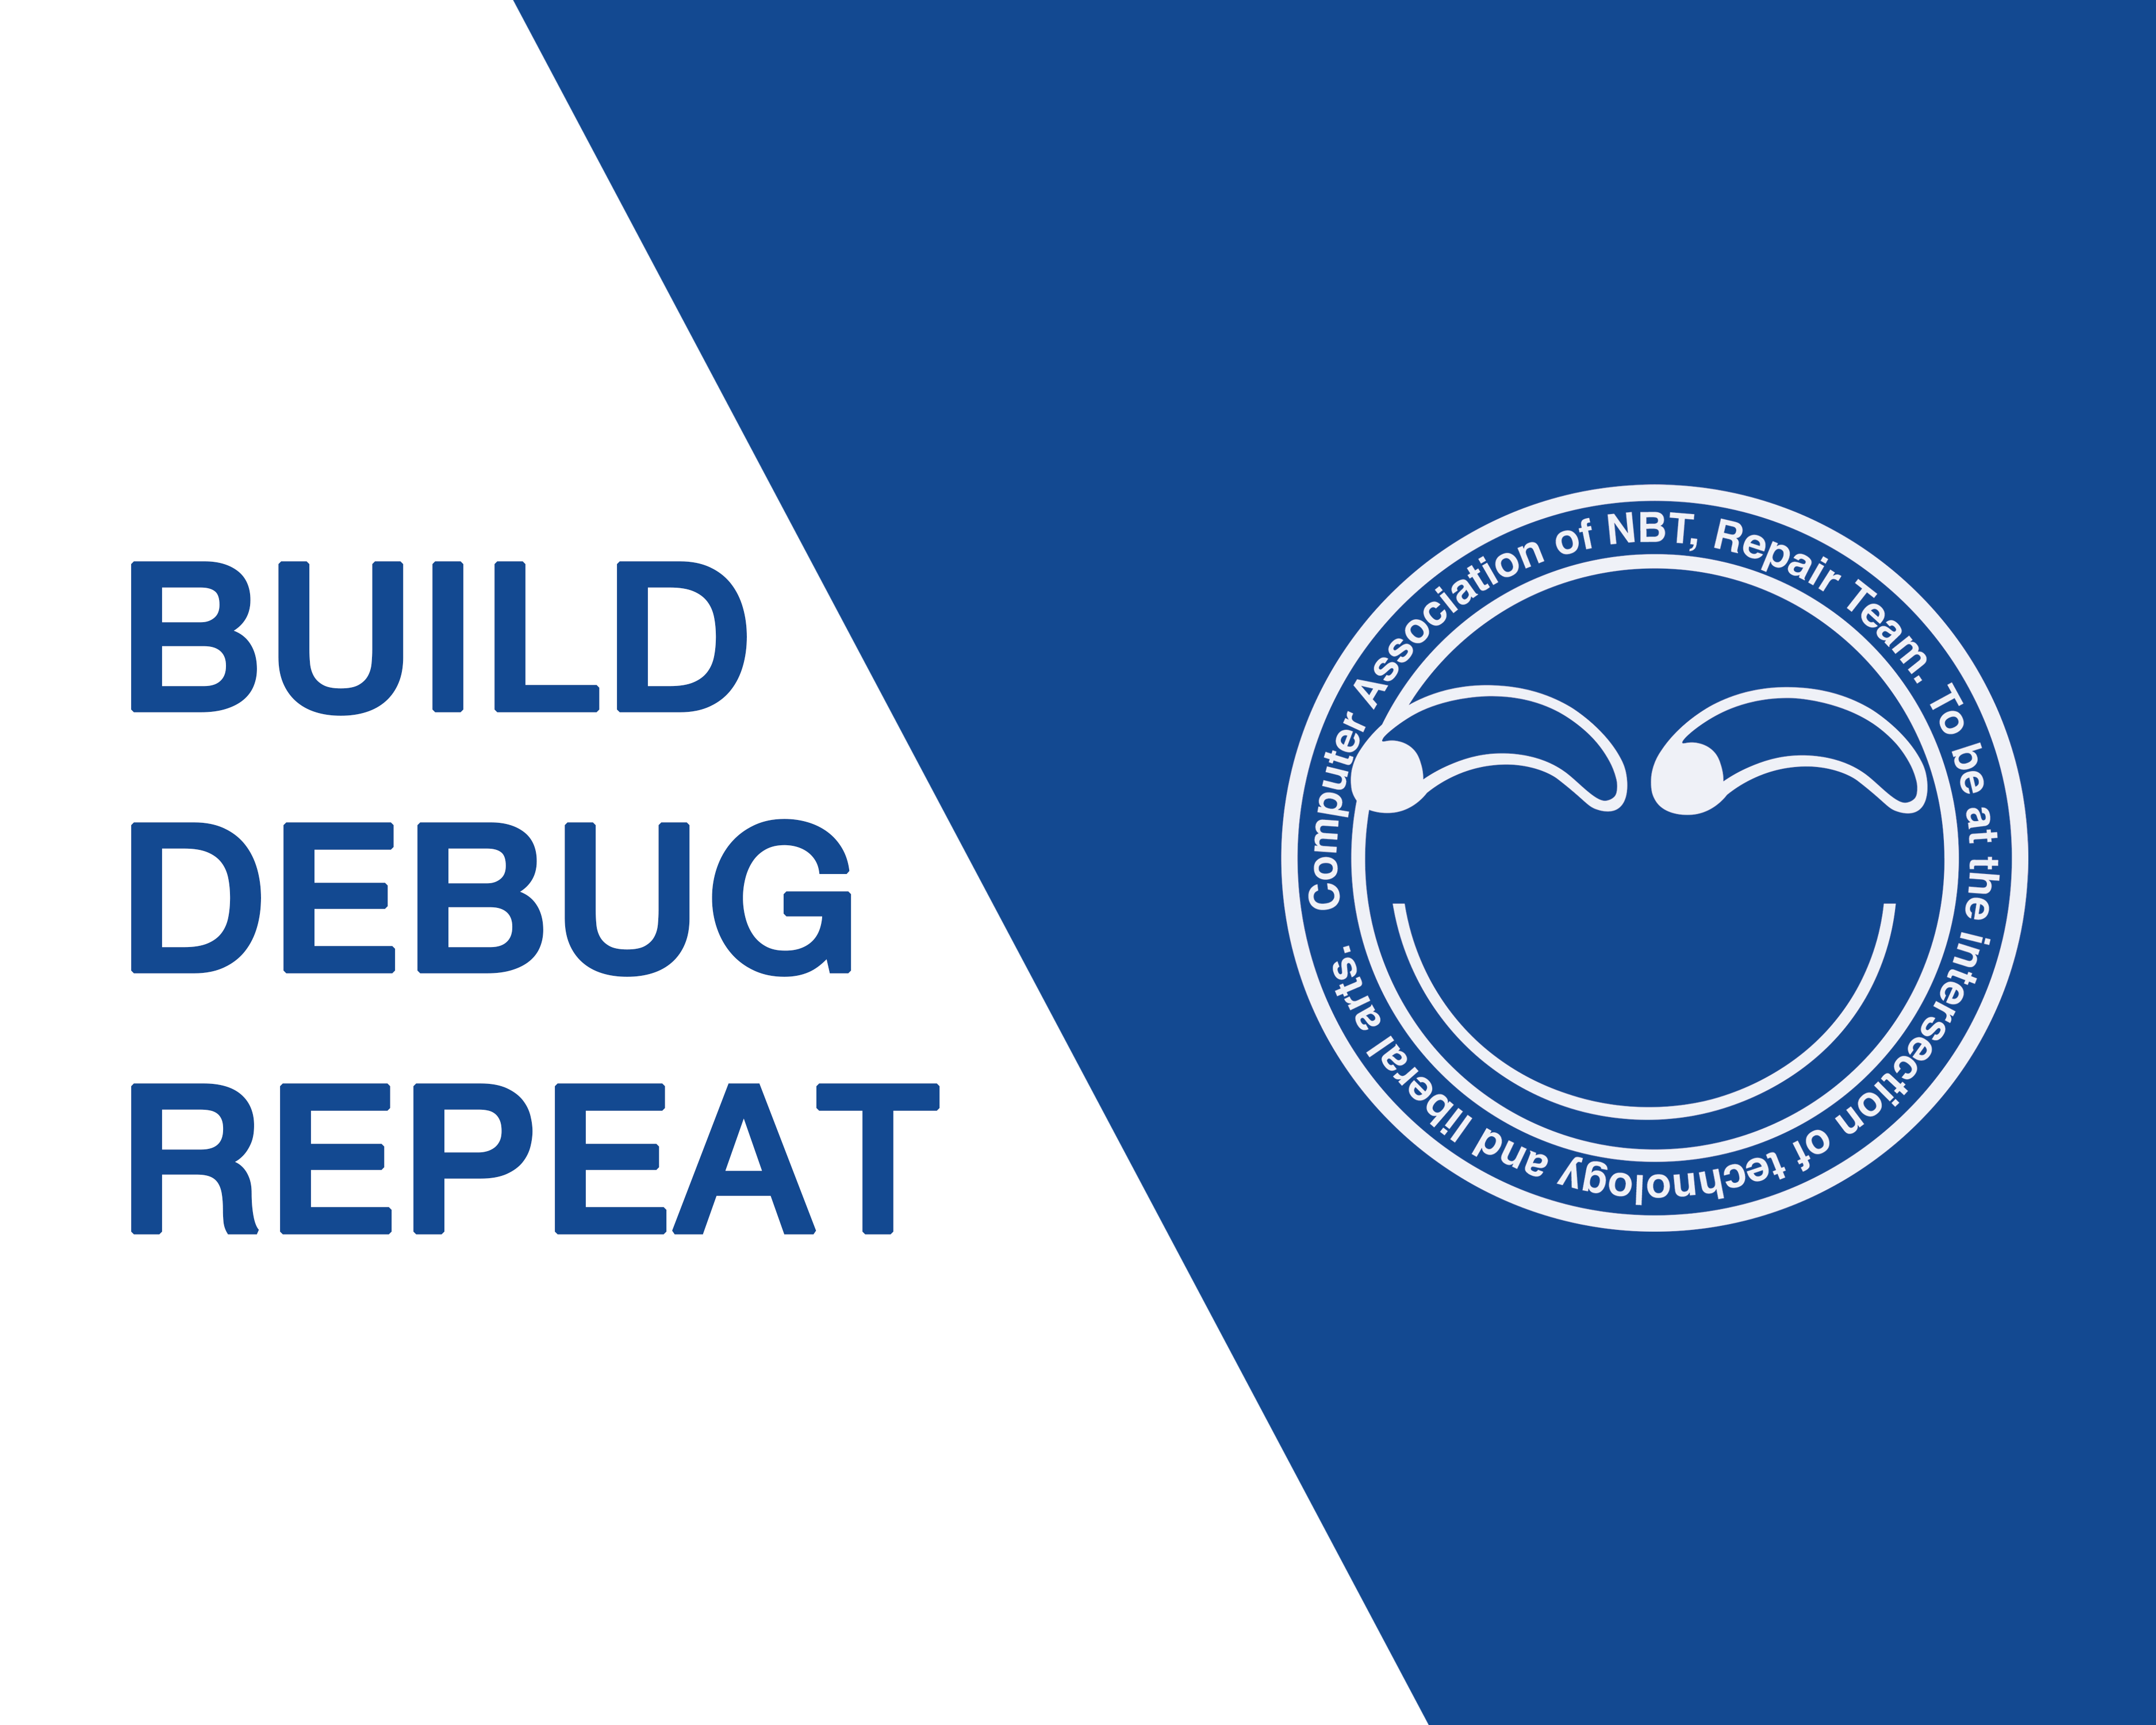 BUILD
DEBUG
REPEAT
Computer Association of NBT, Repair Team. To be at the intersection of technology and liberal arts.